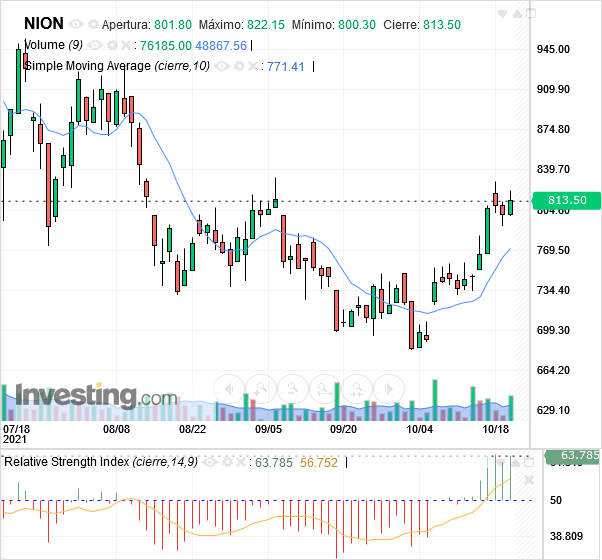 NION Apertura: 801.80 Máximo: 822.15 Mínimo: 800.30 Cierre: 813.50
Volume (9) : 76185.00 48867.56 |
Simple Moving Average (cierre,10) : 771.41 |
945.00
909.90
874.80
839.70
813.50
804.60
769.50
734.40
699.30
664.20
629.10
Investing.com
07/18 08/08 08/22 09/05 09/20 10/04 10/18
2021
Relative Strength Index (cierre,14,9) : 63.785 56.752 |
63.785
50
38.809